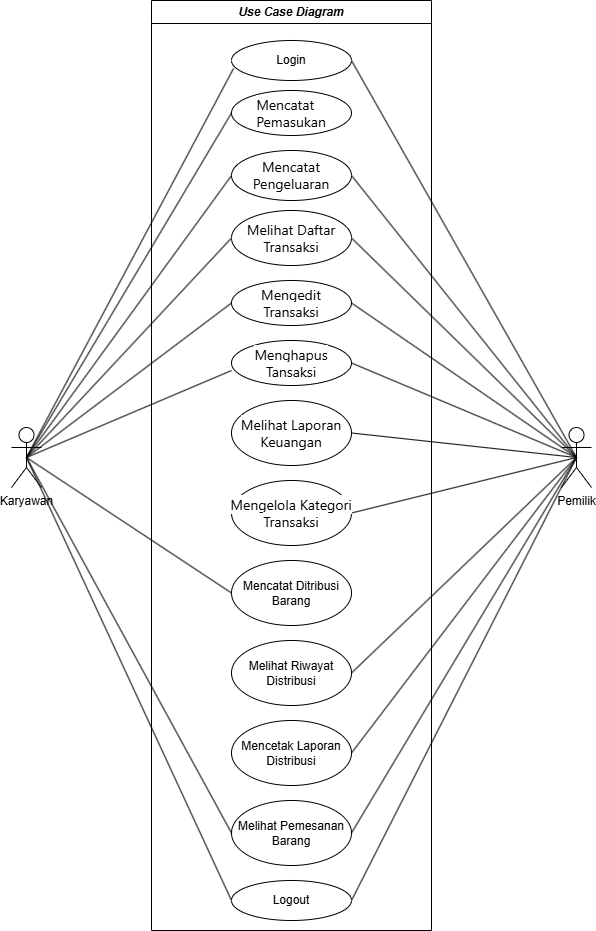 Use Case Diagram
Login
Mencatat
Pemasukan
Mencatat
Pengeluaran
Melihat Daftar
Transaksi
Mengedit
Transaksi
Menghapus
Tansaksi
Melihat Laporan
Keuangan
Karyawan
Pemilik
Mengelola Kategori
Transaksi
Mencatat Ditribusi
Barang
Melihat Riwayat
Distribusi
Mencetak Laporan
Distribusi
Melihat Pemesanan
Barang
Logout